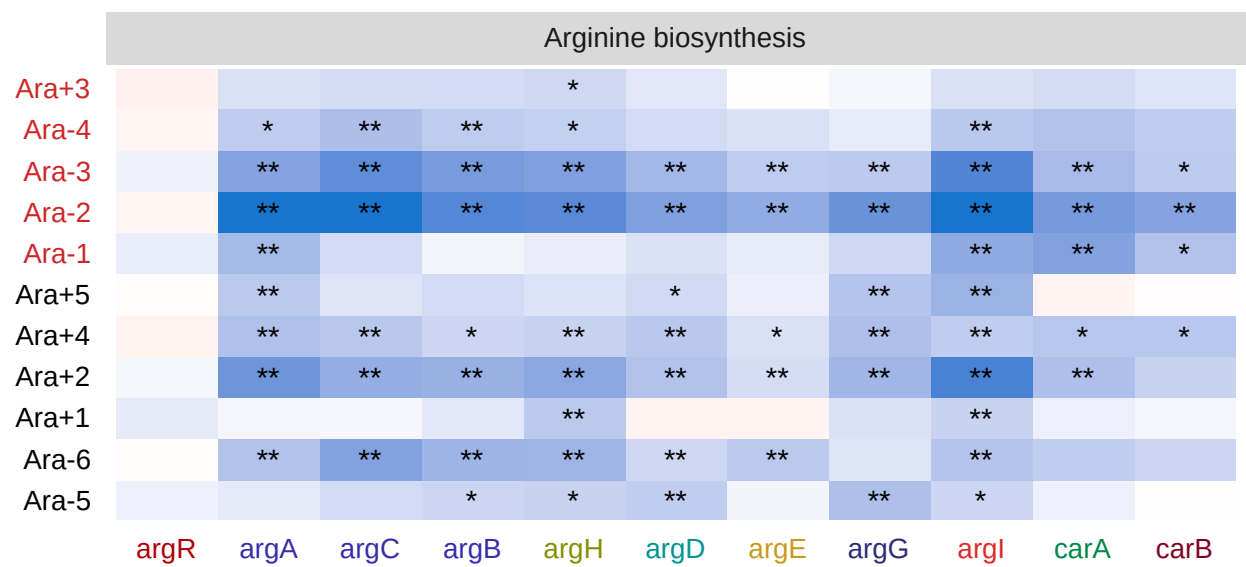 Arginine biosynthesis
Ara+3 *
Ara-4 * ** ** * **
Ara-3 ** ** ** ** ** ** ** ** ** *
Ara-2 ** ** ** ** ** ** ** ** ** **
Ara-1 ** ** ** *
Ara+5 ** * ** **
Ara+4 ** ** * ** ** * ** ** * *
Ara+2 ** ** ** ** ** ** ** ** **
Ara+1 ** **
Ara-6 ** ** ** ** ** ** **
Ara-5 * * ** ** *
argR argA argC argB argH argD argE argG argI carA carB